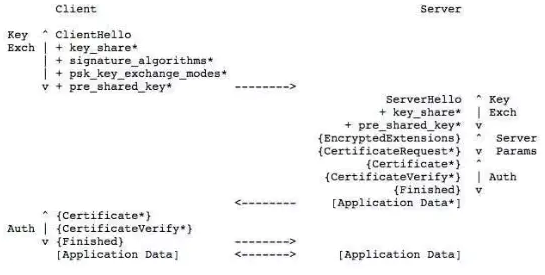 Client Server
Key ^ ClientHello
Exch | + key_share*
| + signature_algorithms*
| + psk_key_exchange_modes*
v + pre_shared_key* -------->
ServerHello ^ Key
+ key_share* | Exch
+ pre_shared_key* v
{EncryptedExtensions} ^ Server
{CertificateRequest*} v Params
{Certificate*} ^
{CertificateVerify*} | Auth
{Finished} v
<-------- [Application Data*]
^ {Certificate*}
Auth | {CertificateVerify*}
v {Finished} -------->
[Application Data] <-------> [Application Data]